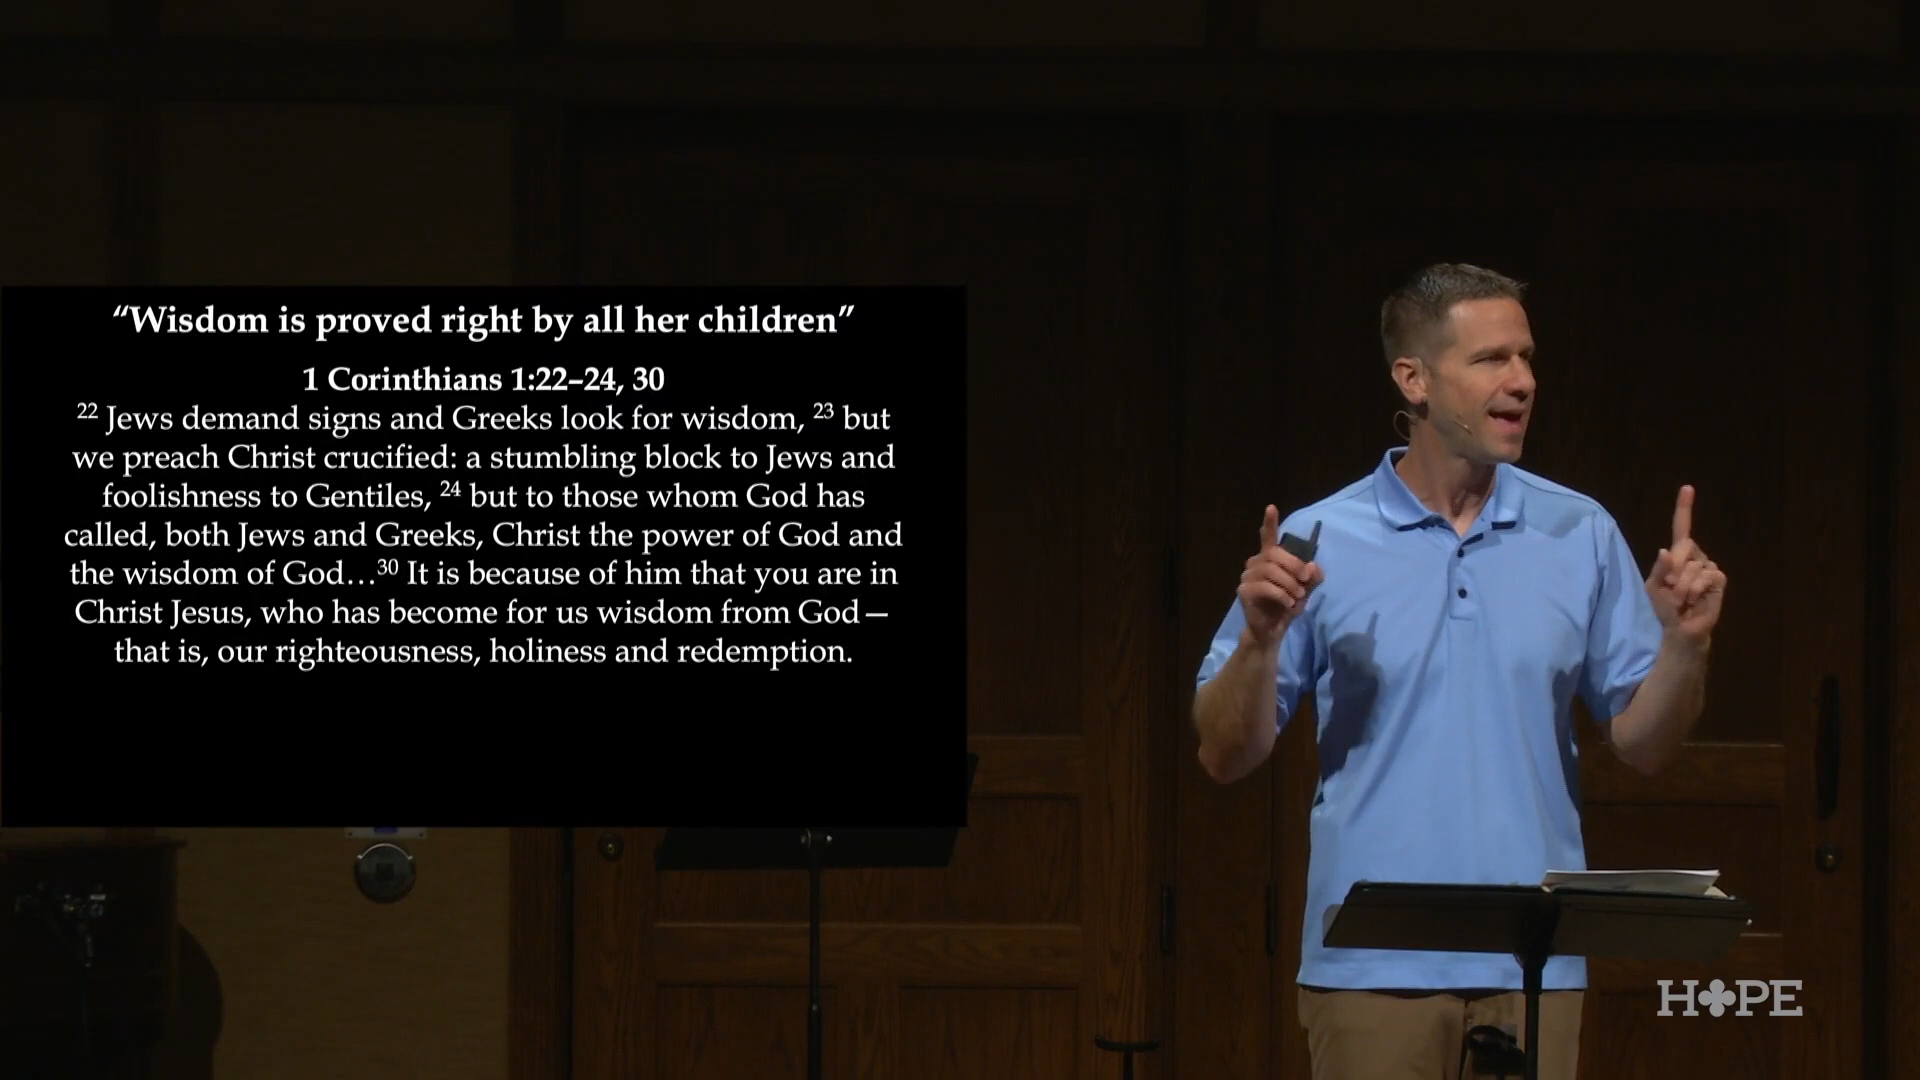 “Wisdom is proved right by all her children”
1 Corinthians 1:22–24, 30
22 Jews demand signs and Greeks look for wisdom, 23 but
we preach Christ crucified: a stumbling block to Jews and
foolishness to Gentiles, 24 but to those whom God has
called, both Jews and Greeks, Christ the power of God and
the wisdom of God…30 It is because of him that you are in
Christ Jesus, who has become for us wisdom from God—
that is, our righteousness, holiness and redemption.
HOPE